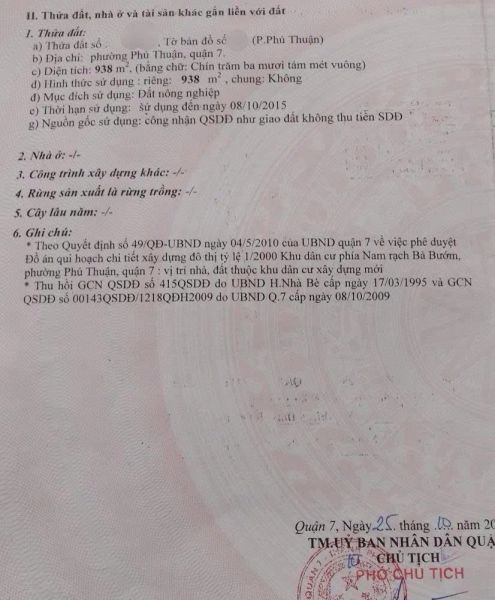 II. Thửa đất, nhà ở và tài sản khác gắn liền với đất
1. Thửa đất:
a) Thửa đất số . , Tờ bản đồ số (P.Phú Thuận)
b) Địa chỉ: phường Phú Thuận, quận 7.
c) Diện tích: 938 m², (bằng chữ: Chín trăm ba mươi tám mét vuông)
d) Hình thức sử dụng : riêng: 938 m² , chung: Không
đ) Mục đích sử dụng: Đất nông nghiệp
e) Thời hạn sử dụng: sử dụng đến ngày 08/10/2015
g) Nguồn gốc sử dụng: công nhận QSDĐ như giao đất không thu tiền SDĐ
2. Nhà ở: -/-
3. Công trình xây dựng khác: -/-
4. Rừng sản xuất là rừng trồng: -/-
5. Cây lâu năm: -/-
6. Ghi chú:
* Theo Quyết định số 49/QĐ-UBND ngày 04/5/2010 của UBND quận 7 về việc phê duyệt
Đồ án qui hoạch chi tiết xây dựng đô thị tỷ lệ 1/2000 Khu dân cư phía Nam rạch Bà Bướm,
phường Phú Thuận, quận 7 : vị trí nhà, đất thuộc khu dân cư xây dựng mới
* Thu hồi GCN QSDĐ số 415QSDĐ do UBND H.Nhà Bè cấp ngày 17/03/1995 và GCN
QSDĐ số 00143QSDĐ/1218QĐH2009 do UBND Q.7 cấp ngày 08/10/2009
Quận 7, Ngày 25 tháng 10 năm 20
TM.UỶ BAN NHÂN DÂN QUẬ
CHỦ TỊCH
PHÓ CHỦ TỊCH